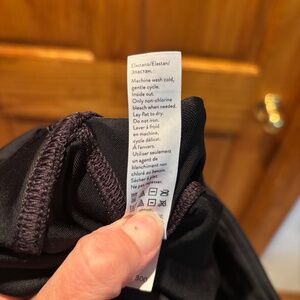 Elastane/Elastan/
Эластан.
Machine wash cold,
gentle cycle.
Inside out.
Only non-chlorine
bleach when needed.
Lay flat to dry.
Do not iron.
Laver à froid
en machine,
cycle délicat.
À l'envers.
Utiliser seulement
un agent de
blanchiment non
chloré au besoin.
Sécher à plat.
Ne pas repasser.
300